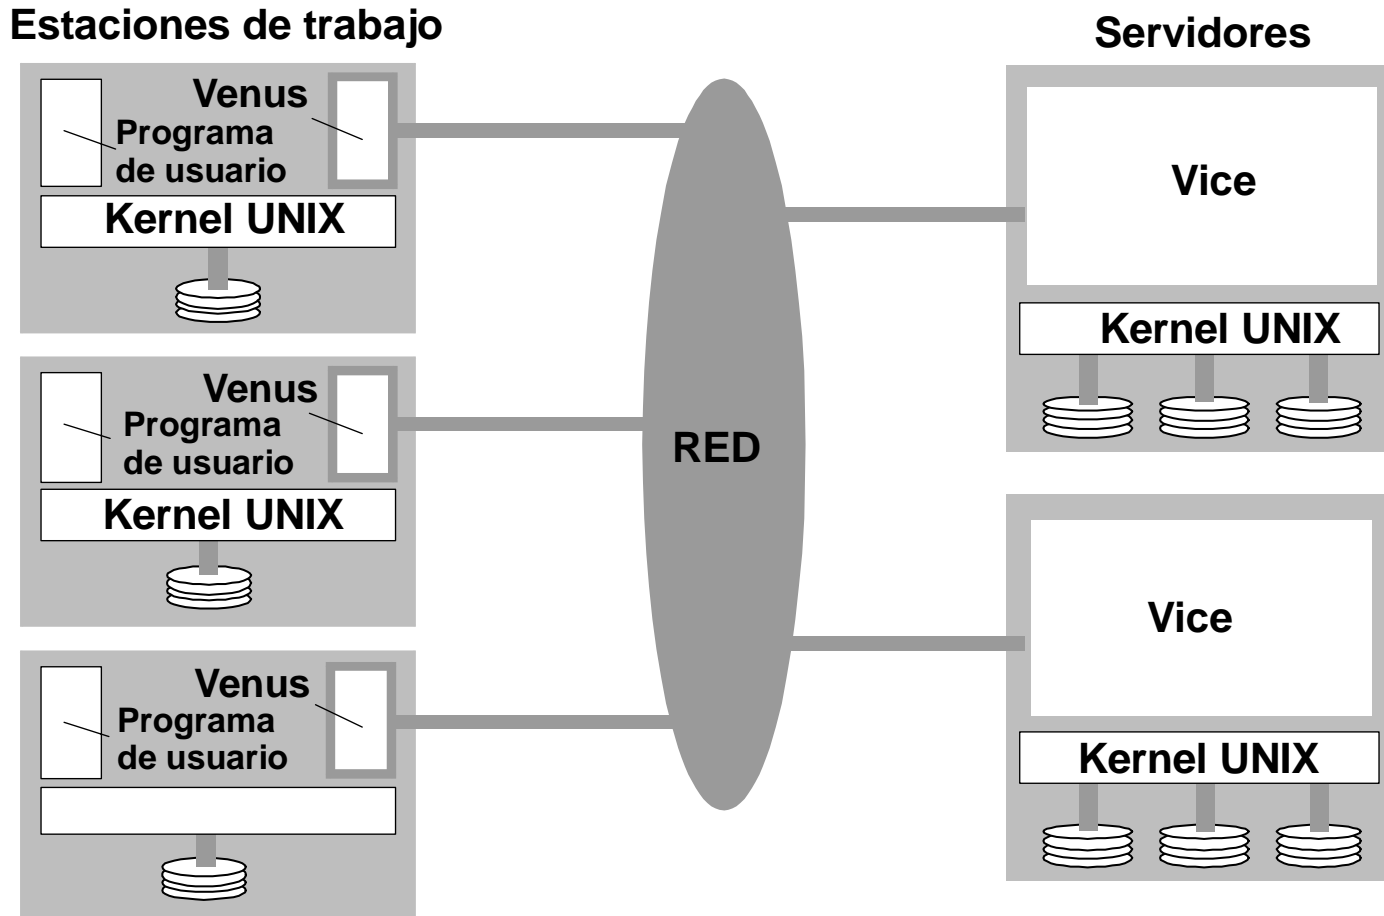 Estaciones de trabajo
Venus
Programa
de usuario
Kernel UNIX
Venus
Programa
de usuario
Kernel UNIX
Venus
Programa
de usuario
RED
Servidores
Vice
Kernel UNIX
Vice
Kernel UNIX